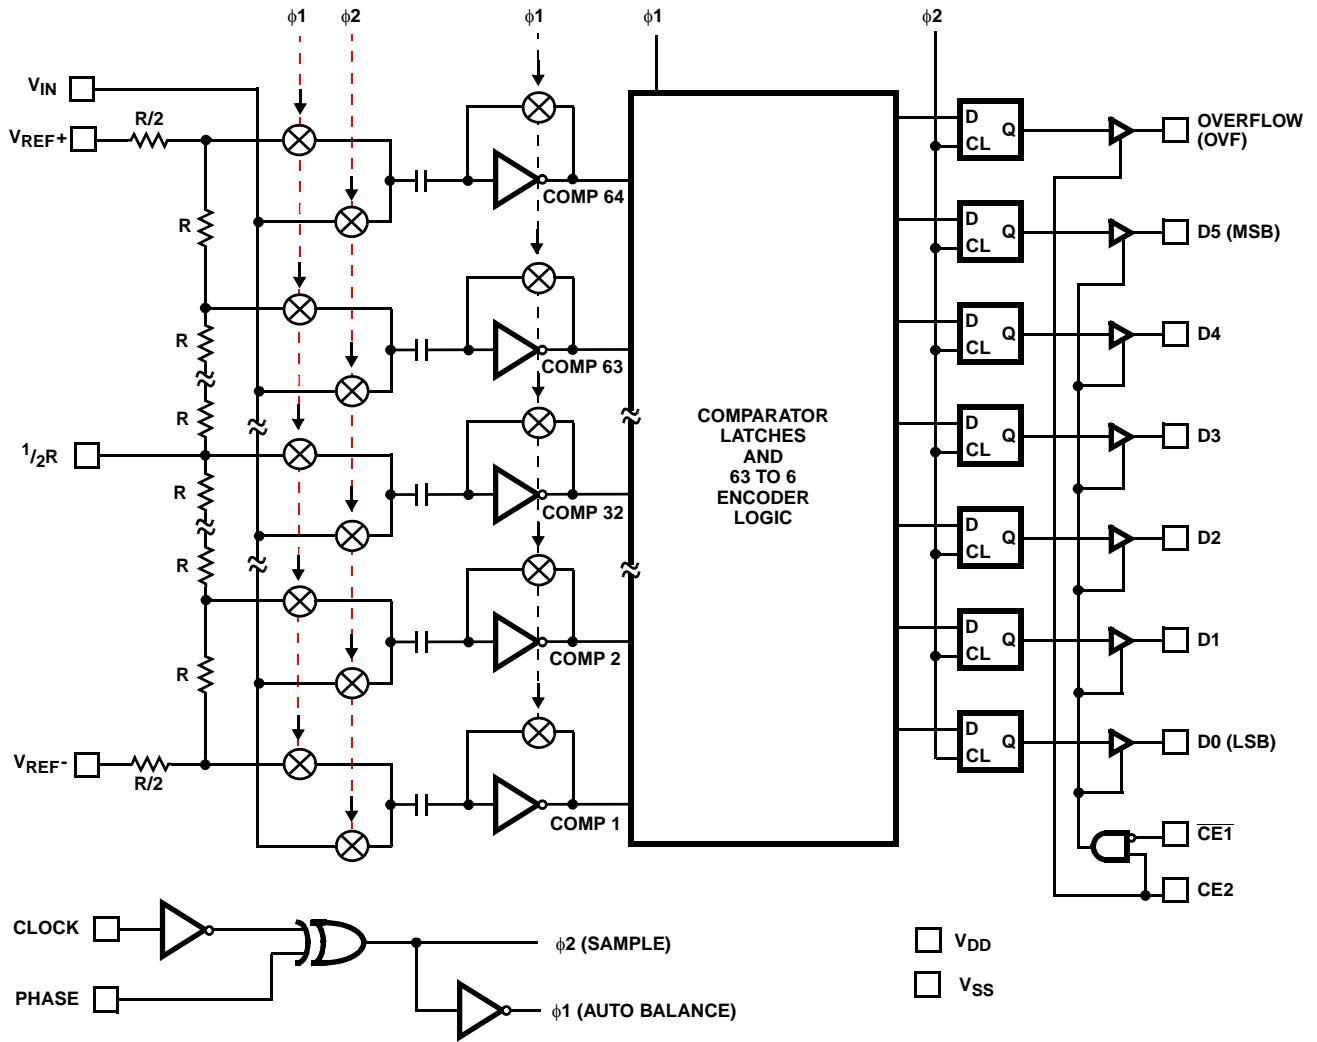 ϕ1 ϕ2 ϕ1 ϕ1 ϕ2
VIN
VREF+
R/2
R
R
R
1/2R
R
R
R
VREF-
R/2
COMP 64
COMP 63
COMP 32
COMP 2
COMP 1
COMPARATOR
LATCHES
AND
63 TO 6
ENCODER
LOGIC
D Q
CL
OVERFLOW
(OVF)
D Q
CL
D5 (MSB)
D Q
CL
D4
D Q
CL
D3
D Q
CL
D2
D Q
CL
D1
D Q
CL
D0 (LSB)
CE1
CE2
CLOCK
PHASE
ϕ2 (SAMPLE)
ϕ1 (AUTO BALANCE)
VDD
VSS